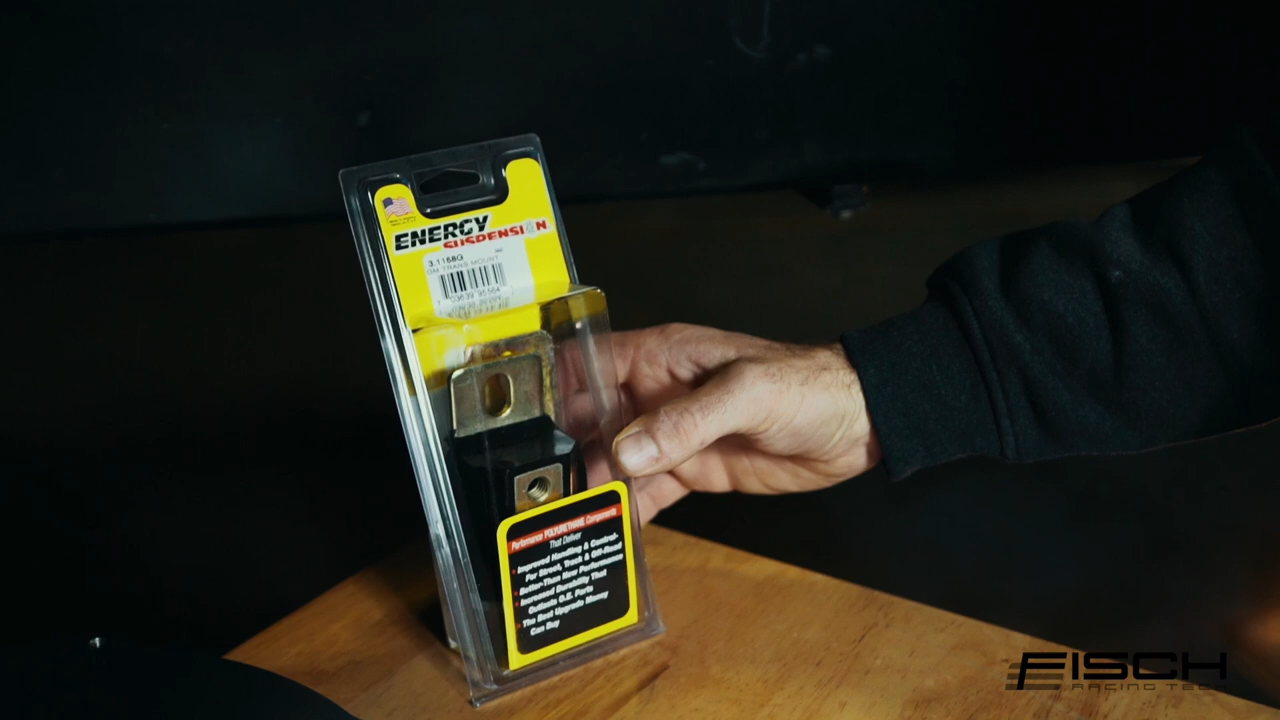 ENERGY
SUSPENSION
3.1158G
GM TRANS MOUNT
Performance POLYURETHANE Components
That Deliver
• Improved Handling & Control-
For Street, Track & Off-Road
• Better-Than New Performance
• Increased Durability That
Outlasts O.E. Parts
• The Best Upgrade Money
Can Buy
EISCH
RACING TECH